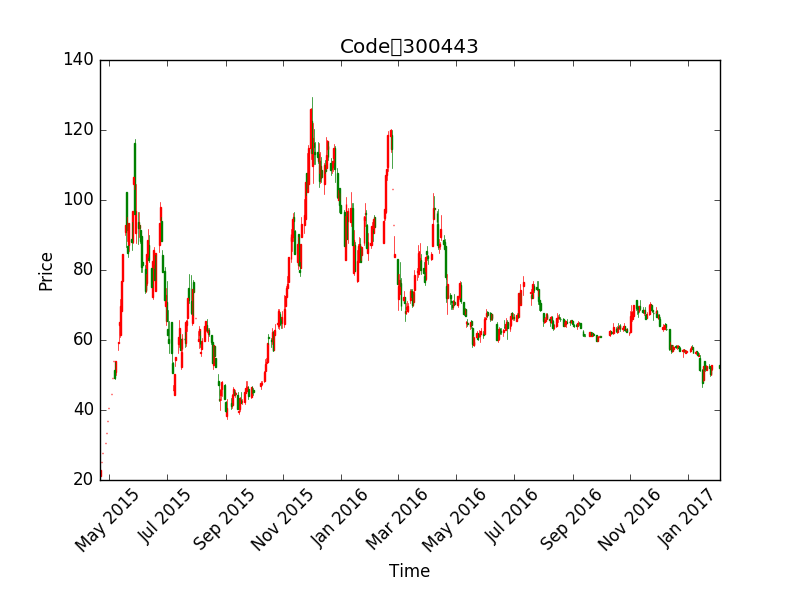 Code▯300443
140
120
100
80
60
40
20
Price
May 2015
Jul 2015
Sep 2015
Nov 2015
Jan 2016
Mar 2016
May 2016
Jul 2016
Sep 2016
Nov 2016
Jan 2017
Time